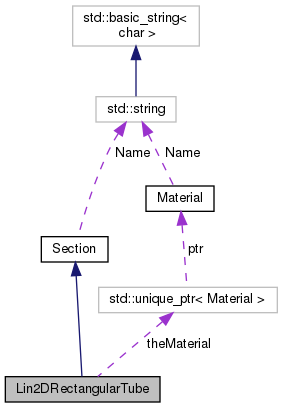 std::basic_string<
char >
std::string
Name
Name
Material
Section
ptr
std::unique_ptr< Material >
theMaterial
Lin2DRectangularTube